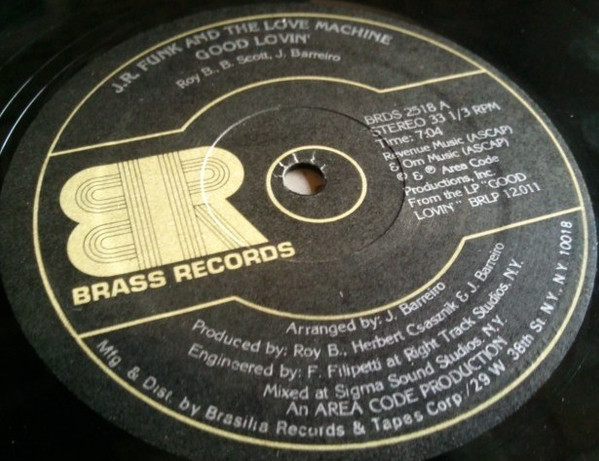 J.R. FUNK AND THE LOVE MACHINE
GOOD LOVIN'
Roy B., B. Scott, J. Barreiro
BRDS 2518 A
STEREO 33 1/3 RPM
Time: 7:04
Revenue Music (ASCAP)
& Om Music (ASCAP)
© & ℗ Area Code
Productions, Inc.
From the LP "GOOD
LOVIN'" BRLP 12.011
BR
BRASS RECORDS
Arranged by: J. Barreiro
Produced by: Roy B., Herbert Csasznik & J. Barreiro
Engineered by: F. Filipetti at Right Track Studios, N.Y.
Mixed at Sigma Sound Studios, N.Y.
An AREA CODE PRODUCTION
Mfg & Dist. by Brasilia Records & Tapes Corp./29 W. 38th St. N.Y., N.Y. 10018